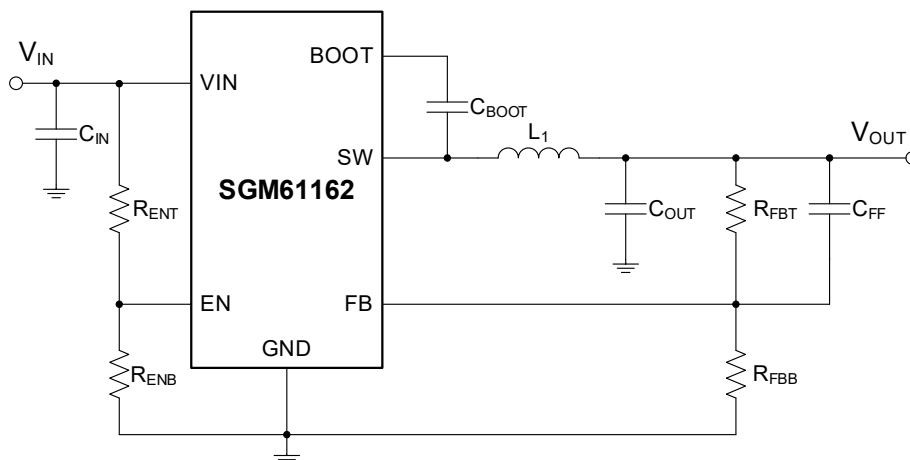 V_IN
BOOT
VIN
C_BOOT
C_IN
L_1
V_OUT
SW
SGM61162
R_ENT
C_OUT
R_FBT
C_FF
EN
FB
GND
R_ENB
R_FBB